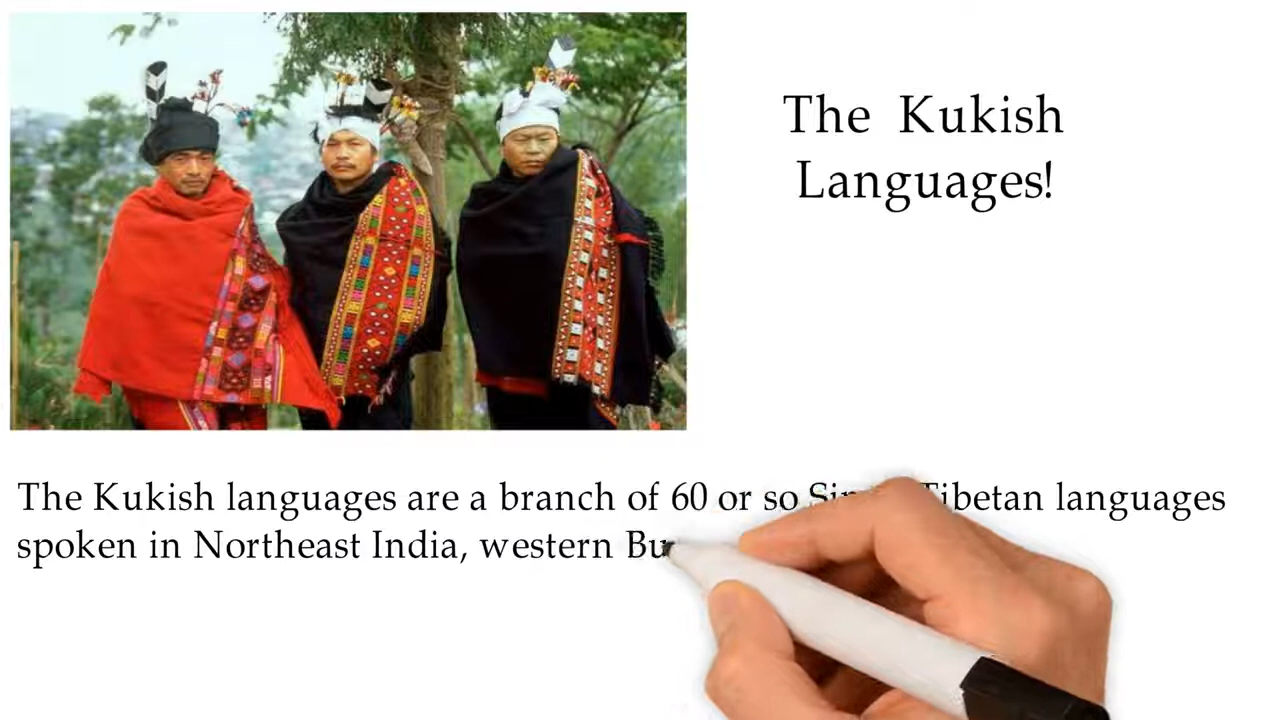 The Kukish
Languages!
The Kukish languages are a branch of 60 or so languages
spoken in Northeast India, western